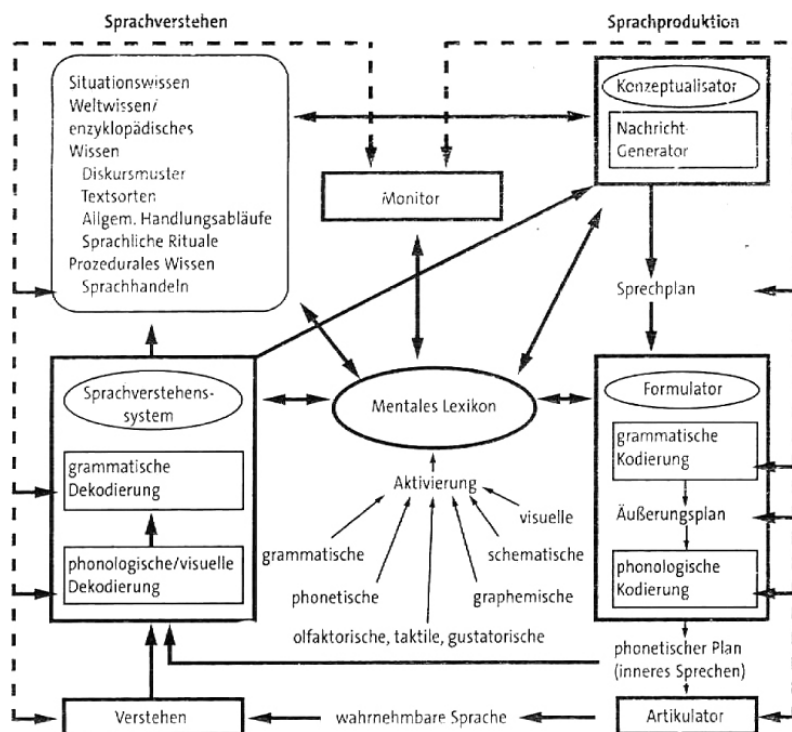 Sprachverstehen
Sprachproduktion
Situationswissen
Weltwissen/
enzyklopädisches
Wissen
Diskursmuster
Textsorten
Allgem. Handlungsabläufe
Sprachliche Rituale
Prozedurales Wissen
Sprachhandeln
Konzeptualisator
Nachricht-
Generator
Monitor
Sprechplan
Sprachverstehens-
system
grammatische
Dekodierung
phonologische/visuelle
Dekodierung
Mentales Lexikon
Aktivierung
visuelle
grammatische
schematische
phonetische
graphemische
olfaktorische, taktile, gustatorische
Formulator
grammatische
Kodierung
Äußerungsplan
phonologische
Kodierung
phonetischer Plan
(inneres Sprechen)
Verstehen
wahrnehmbare Sprache
Artikulator